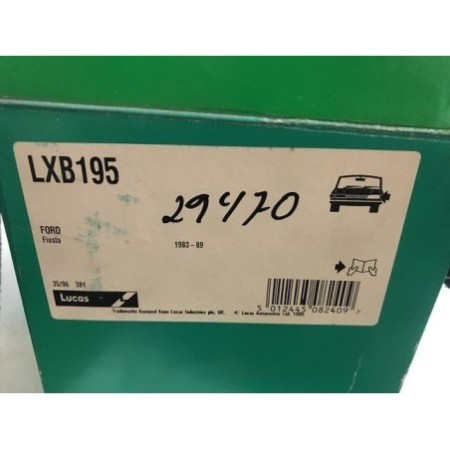 LXB195
29470
FORD
Fiesta
1983-89
35/96 391
Lucas
Trademarks licensed from Lucas Industries plc, UK. © Lucas Automotive Ltd. 1995
5 012445 082409 >